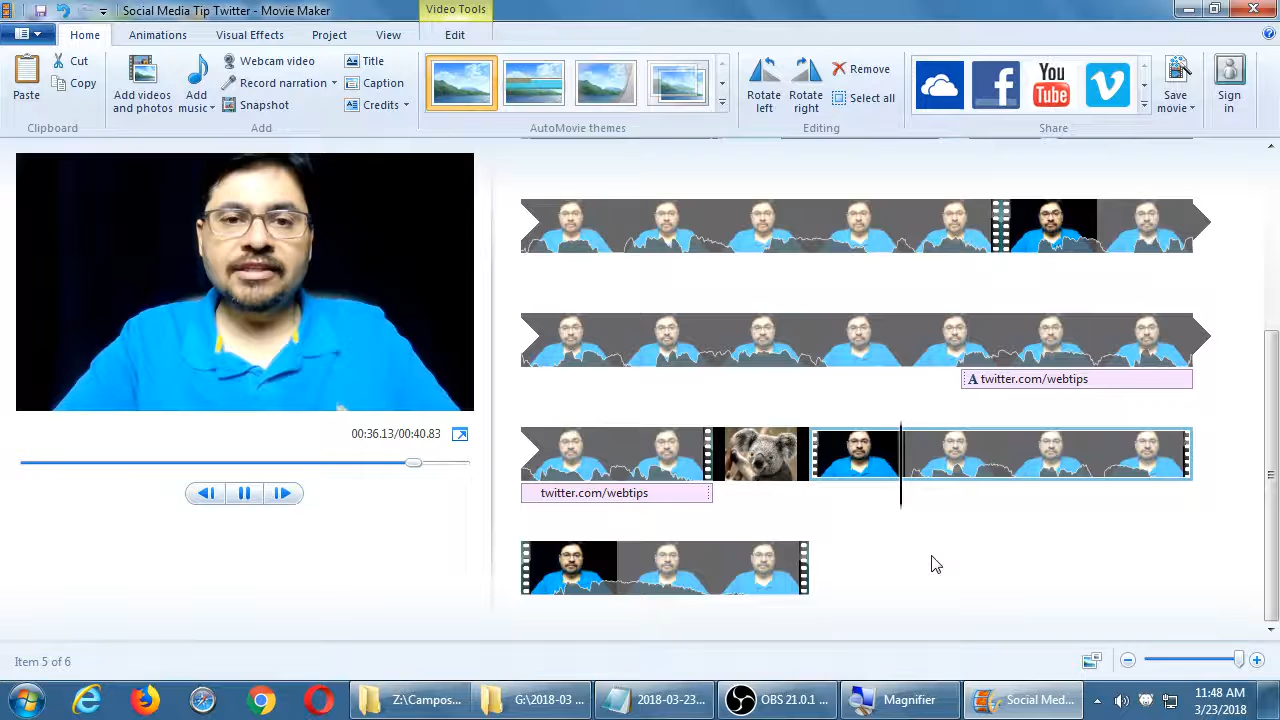 Social Media Tip Twitter - Movie Maker
Video Tools
Home
Animations
Visual Effects
Project
View
Edit
Paste
Cut
Copy
Clipboard
Add videos
and photos
Add
music
Webcam video
Record narration
Snapshot
Title
Caption
Credits
Add
AutoMovie themes
Rotate
left
Rotate
right
Remove
Select all
Editing
You
Tube
Save
movie
Share
Sign
in
00:36.13/00:40.83
A twitter.com/webtips
twitter.com/webtips
Item 5 of 6
Z:\Campos...
G:\2018-03 ...
2018-03-23...
OBS 21.0.1 ...
Magnifier
Social Med...
11:48 AM
3/23/2018